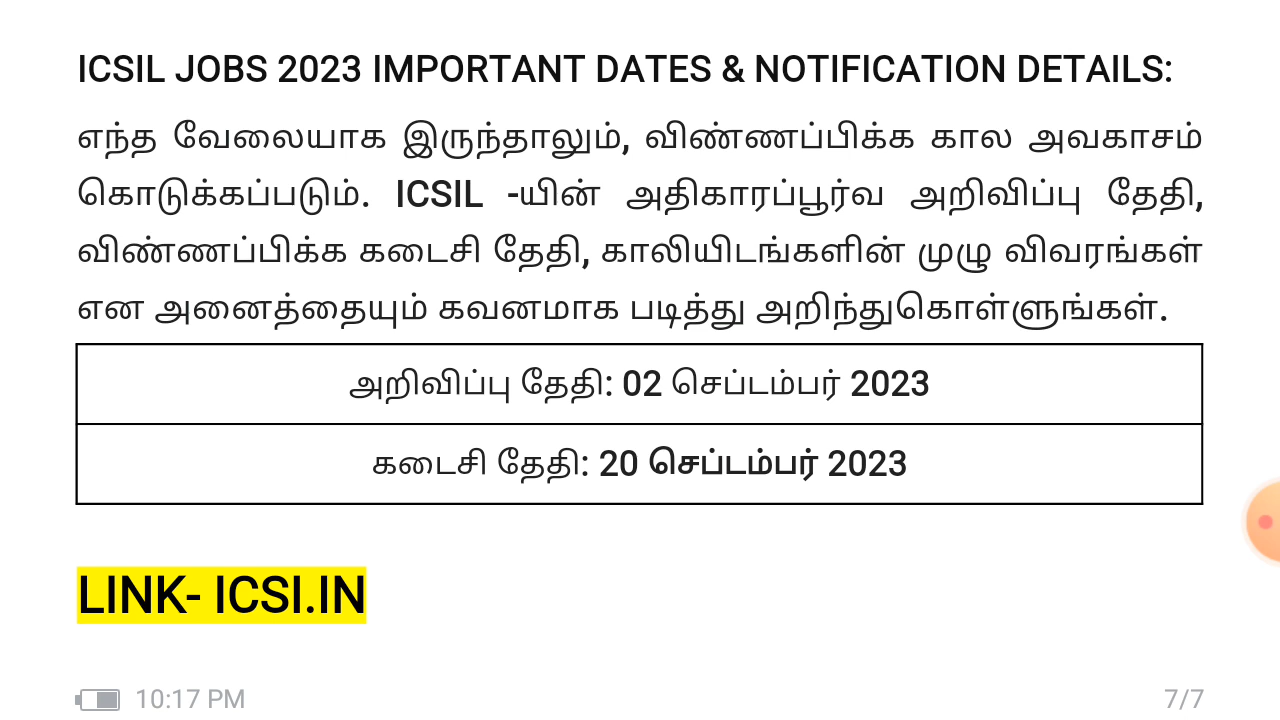 ICSIL JOBS 2023 IMPORTANT DATES & NOTIFICATION DETAILS:
எந்த வேலையாக இருந்தாலும், விண்ணப்பிக்க கால அவகாசம்
கொடுக்கப்படும். ICSIL -யின் அதிகாரப்பூர்வ அறிவிப்பு தேதி,
விண்ணப்பிக்க கடைசி தேதி, காலியிடங்களின் முழு விவரங்கள்
என அனைத்தையும் கவனமாக படித்து அறிந்துகொள்ளுங்கள்.
அறிவிப்பு தேதி: 02 செப்டம்பர் 2023
கடைசி தேதி: 20 செப்டம்பர் 2023
LINK- ICSI.IN
10:17 PM
7/7